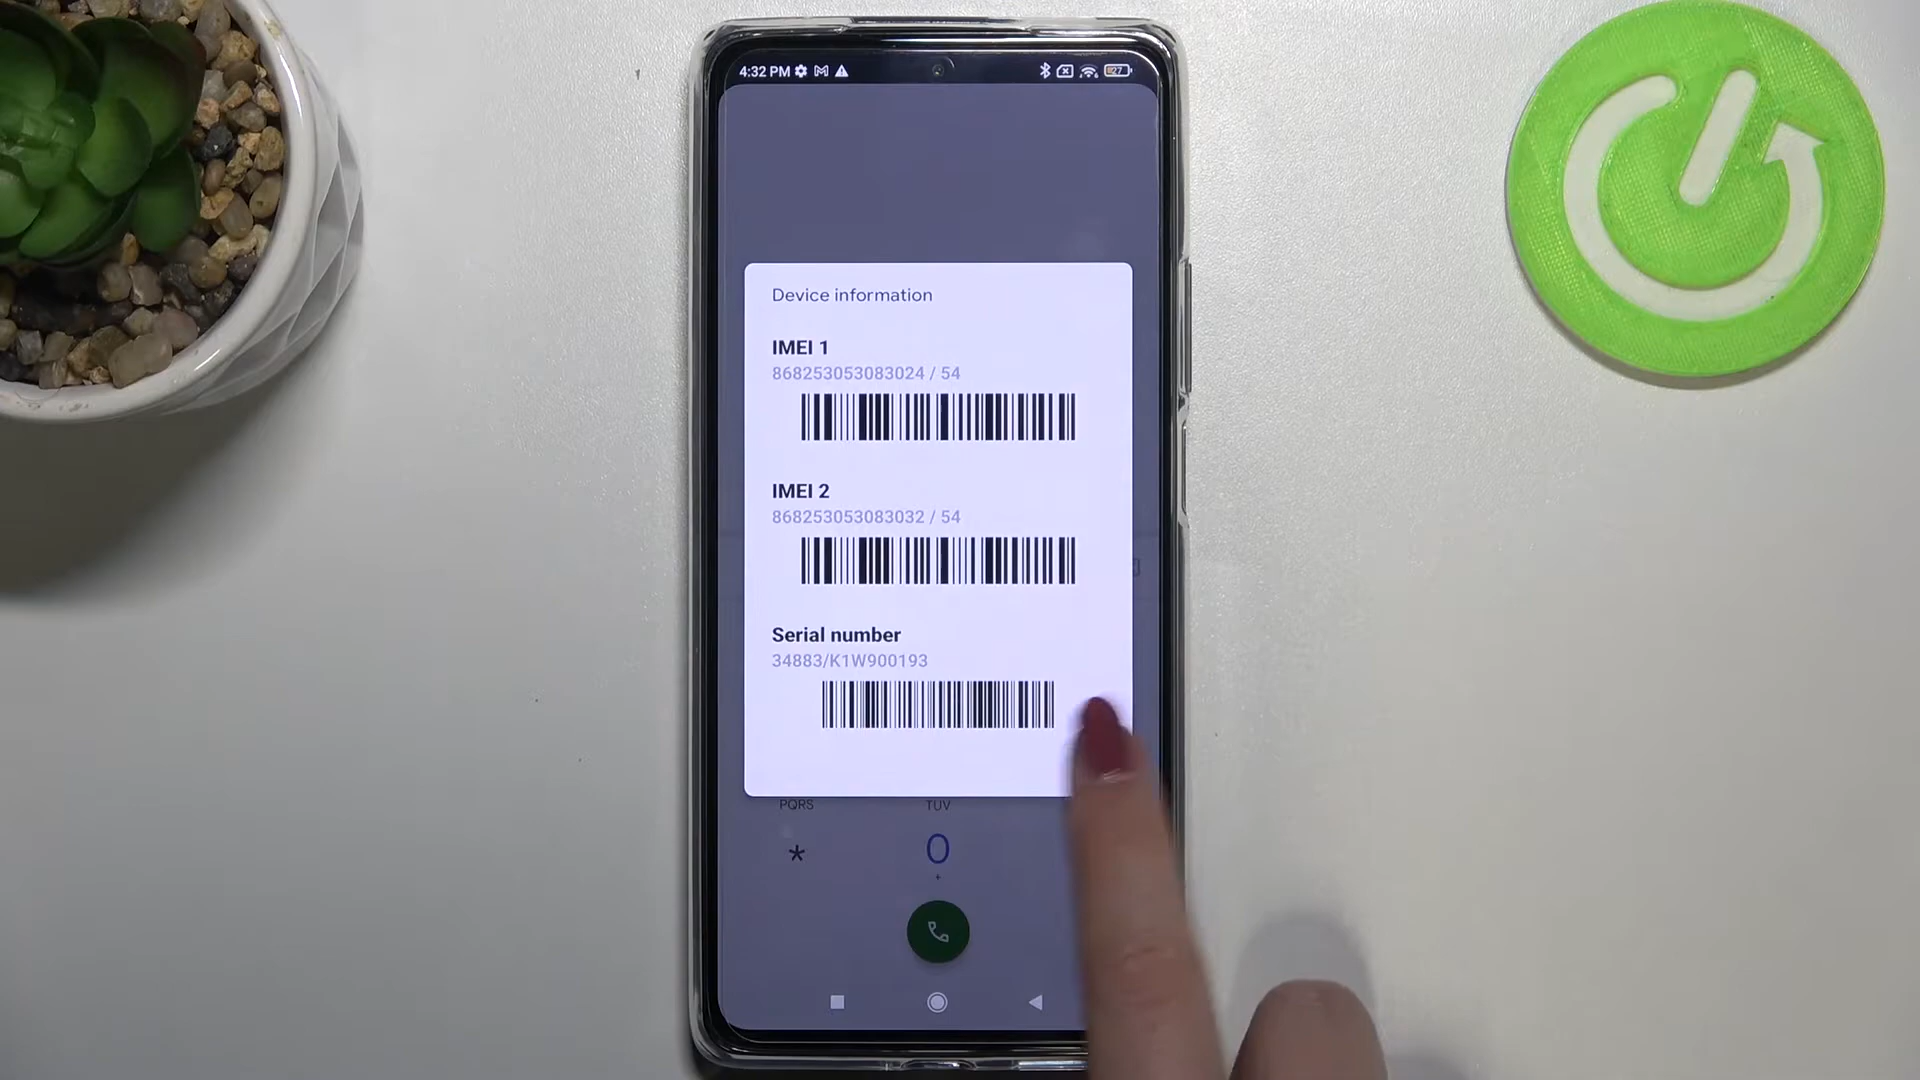 4:32 PM
27
Device information
IMEI 1
868253053083024 / 54
IMEI 2
868253053083032 / 54
Serial number
34883/K1W900193
PQRS TUV
* 0
+